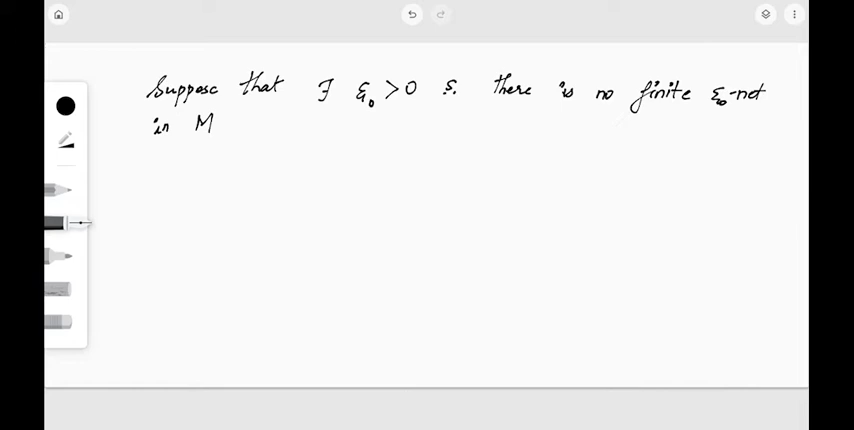 Suppose that ∃ ε₀ > 0 s. there is no finite ε₀-net
in M